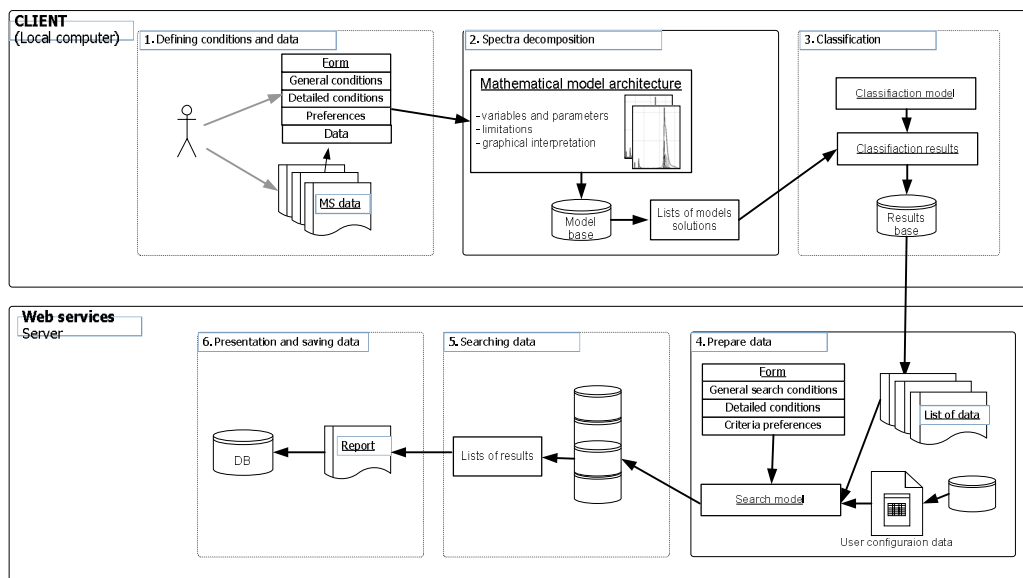 CLIENT
(Local computer)
1. Defining conditions and data
Form
General conditions
Detailed conditions
Preferences
Data
MS data
2. Spectra decomposition
Mathematical model architecture
- variables and parameters
- limitations
- graphical interpretation
Model
base
Lists of models
solutions
3. Classification
Classifiaction model
Classifiaction results
Results
base
Web services
Server
6. Presentation and saving data
DB
Report
5. Searching data
Lists of results
4. Prepare data
Form
General search conditions
Detailed conditions
Criteria preferences
List of data
Search model
User configuraion data